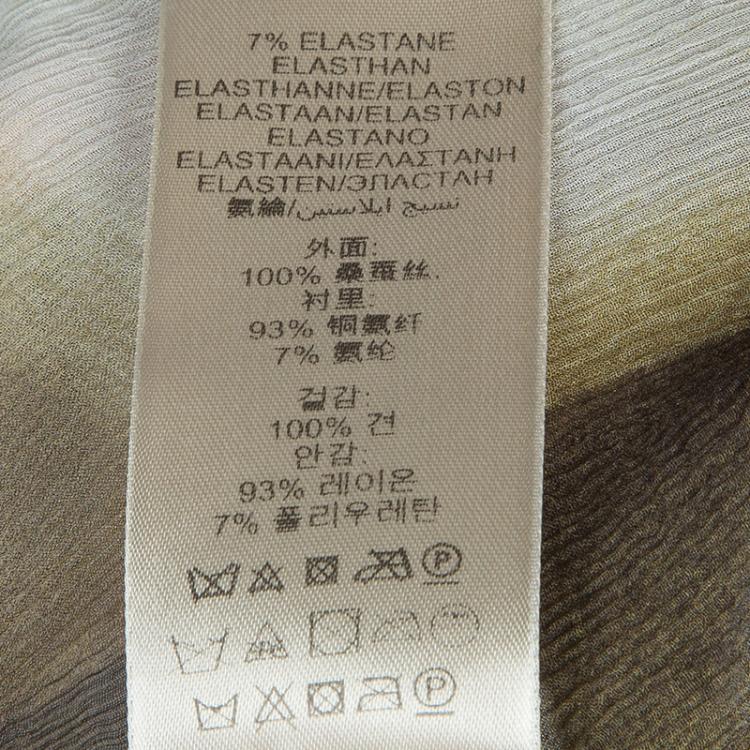 7% ELASTANE
ELASTHAN
ELASTHANNE/ELASTON
ELASTAAN/ELASTAN
ELASTANO
ELASTAANI/ΕΛΑΣΤΑΝΗ
ELASTEN/ЭЛАСТАН
氨綸/نسيج ايلاستين
外面:
100% 桑蚕丝.
衬里:
93% 铜氨纤
7% 氨纶
겉감:
100% 견
안감:
93% 레이온
7% 폴리우레탄
P
P